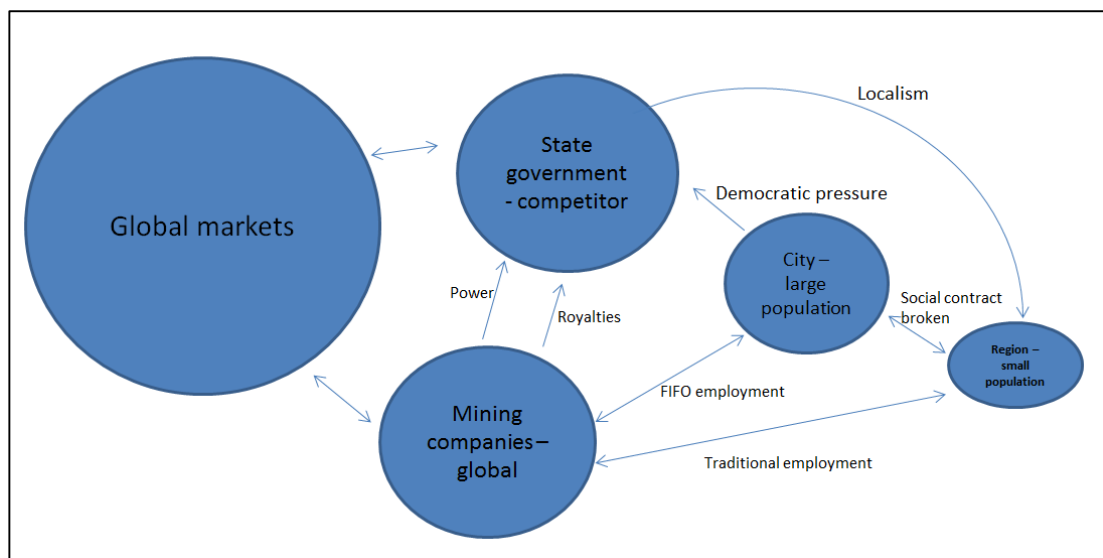 Localism
State
government
- competitor
Global markets
Democratic pressure
City –
large
population
Power
Royalties
Social contract
broken
Region –
small
population
FIFO employment
Mining
companies–
global
Traditional employment